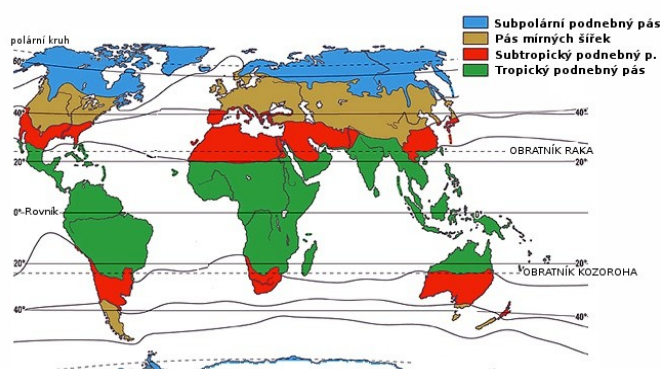 Subpolární podnebný pás
Pás mírných šířek
Subtropický podnebný p.
Tropický podnebný pás
polární kruh
60°
40°
40°
OBRATNÍK RAKA
20°
20°
0°
Rovník
0°
20°
20°
OBRATNÍK KOZOROHA
40°
40°